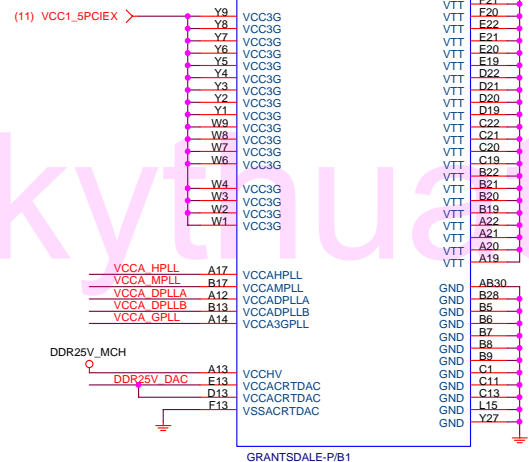 (11) VCC1_5PCIEX Y9 VCC3G VTT F20
Y8 VCC3G VTT E22
Y7 VCC3G VTT E21
Y6 VCC3G VTT E20
Y5 VCC3G VTT E19
Y4 VCC3G VTT D22
Y3 VCC3G VTT D21
Y2 VCC3G VTT D20
Y1 VCC3G VTT D19
W9 VCC3G VTT C22
W8 VCC3G VTT C21
W7 VCC3G VTT C20
W6 VCC3G VTT C19
VTT B22
W4 VCC3G VTT B21
W3 VCC3G VTT B20
W2 VCC3G VTT B19
W1 VCC3G VTT A22
VTT A21
VTT A20
VTT A19
VCCA_HPLL A17 VCCAHPLL
VCCA_MPLL B17 VCCAMPLL GND AB30
VCCA_DPLLA A12 VCCADPLLA GND B28
VCCA_DPLLB B13 VCCADPLLB GND B5
VCCA_GPLL A14 VCCA3GPLL GND B6
GND B7
DDR25V_MCH GND B8
GND B9
A13 VCCHV GND C1
DDR25V_DAC E13 VCCACRTDAC GND C11
D13 VCCACRTDAC GND C13
F13 VSSACRTDAC GND L15
GND Y27
GRANTSDALE-P/B1
kythua